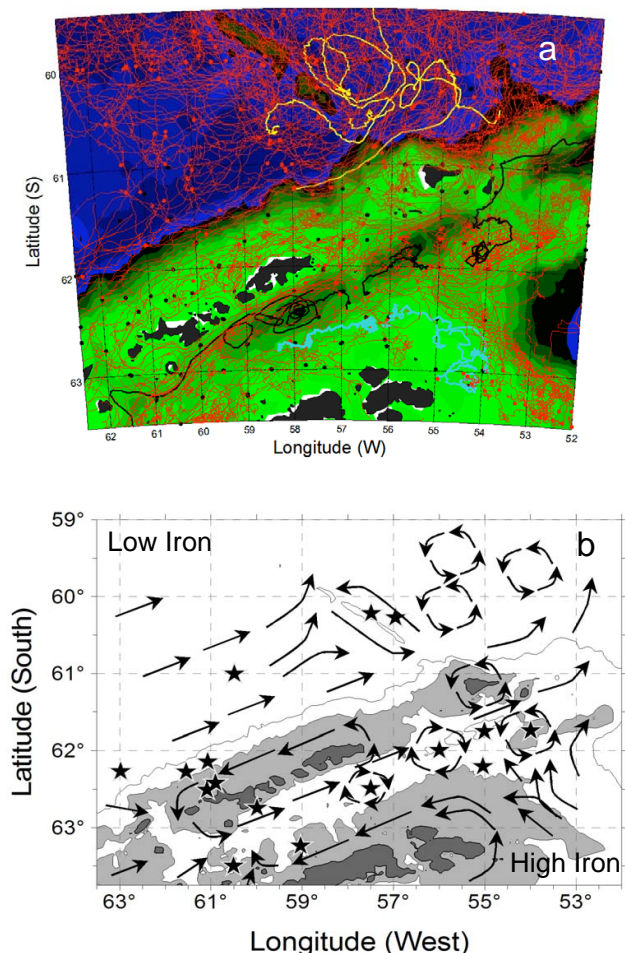 a
60
61
62
63
Latitude (S)
62 61 60 59 58 57 56 55 54 53 52
Longitude (W)
59°
60°
61°
62°
63°
Latitude (South)
Low Iron
b
High Iron
63° 61° 59° 57° 55° 53°
Longitude (West)